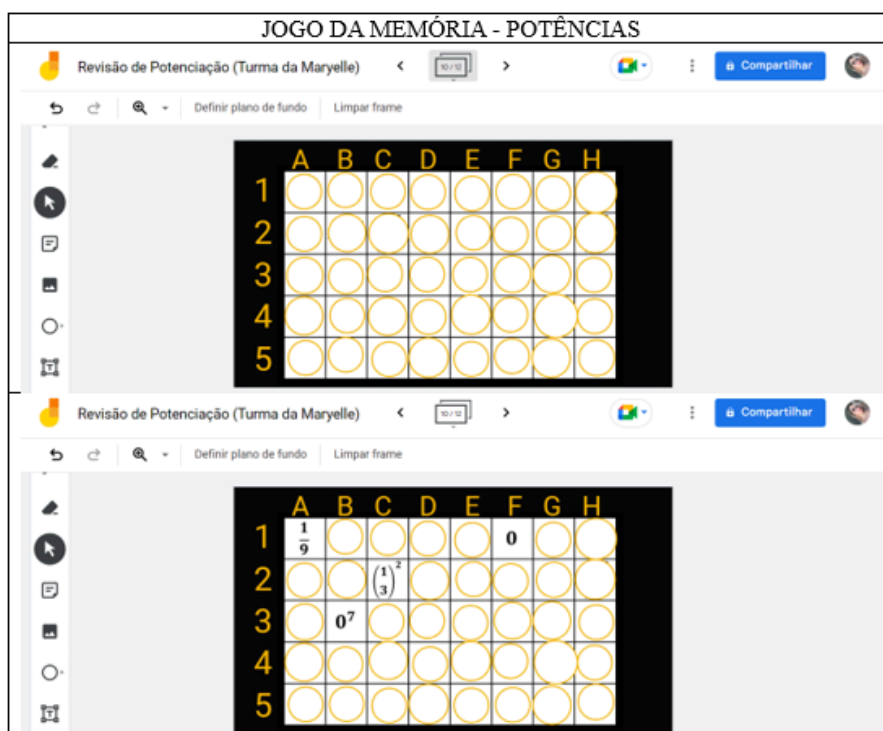 JOGO DA MEMÓRIA - POTÊNCIAS
Revisão de Potenciação (Turma da Maryelle) 10 / 12 Compartilhar
Definir plano de fundo Limpar frame
A B C D E F G H
1
2
3
4
5
Revisão de Potenciação (Turma da Maryelle) 10 / 12 Compartilhar
Definir plano de fundo Limpar frame
A B C D E F G H
1 1/9 0
2 (1/3)²
3 0⁷
4
5